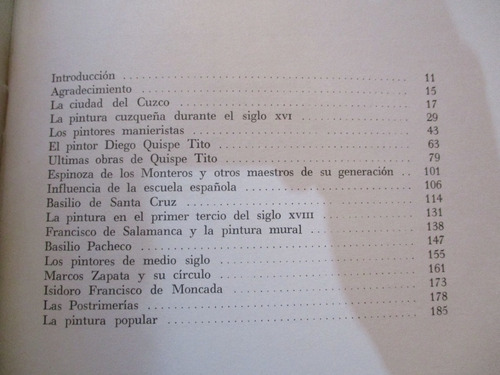 Introducción 11
Agradecimiento 15
La ciudad del Cuzco 17
La pintura cuzqueña durante el siglo XVI 29
Los pintores manieristas 43
El pintor Diego Quispe Tito 63
Ultimas obras de Quispe Tito 79
Espinoza de los Monteros y otros maestros de su generación 101
Influencia de la escuela española 106
Basilio de Santa Cruz 114
La pintura en el primer tercio del siglo XVIII 131
Francisco de Salamanca y la pintura mural 138
Basilio Pacheco 147
Los pintores de medio siglo 155
Marcos Zapata y su círculo 161
Isidoro Francisco de Moncada 173
Las Postrimerías 178
La pintura popular 185